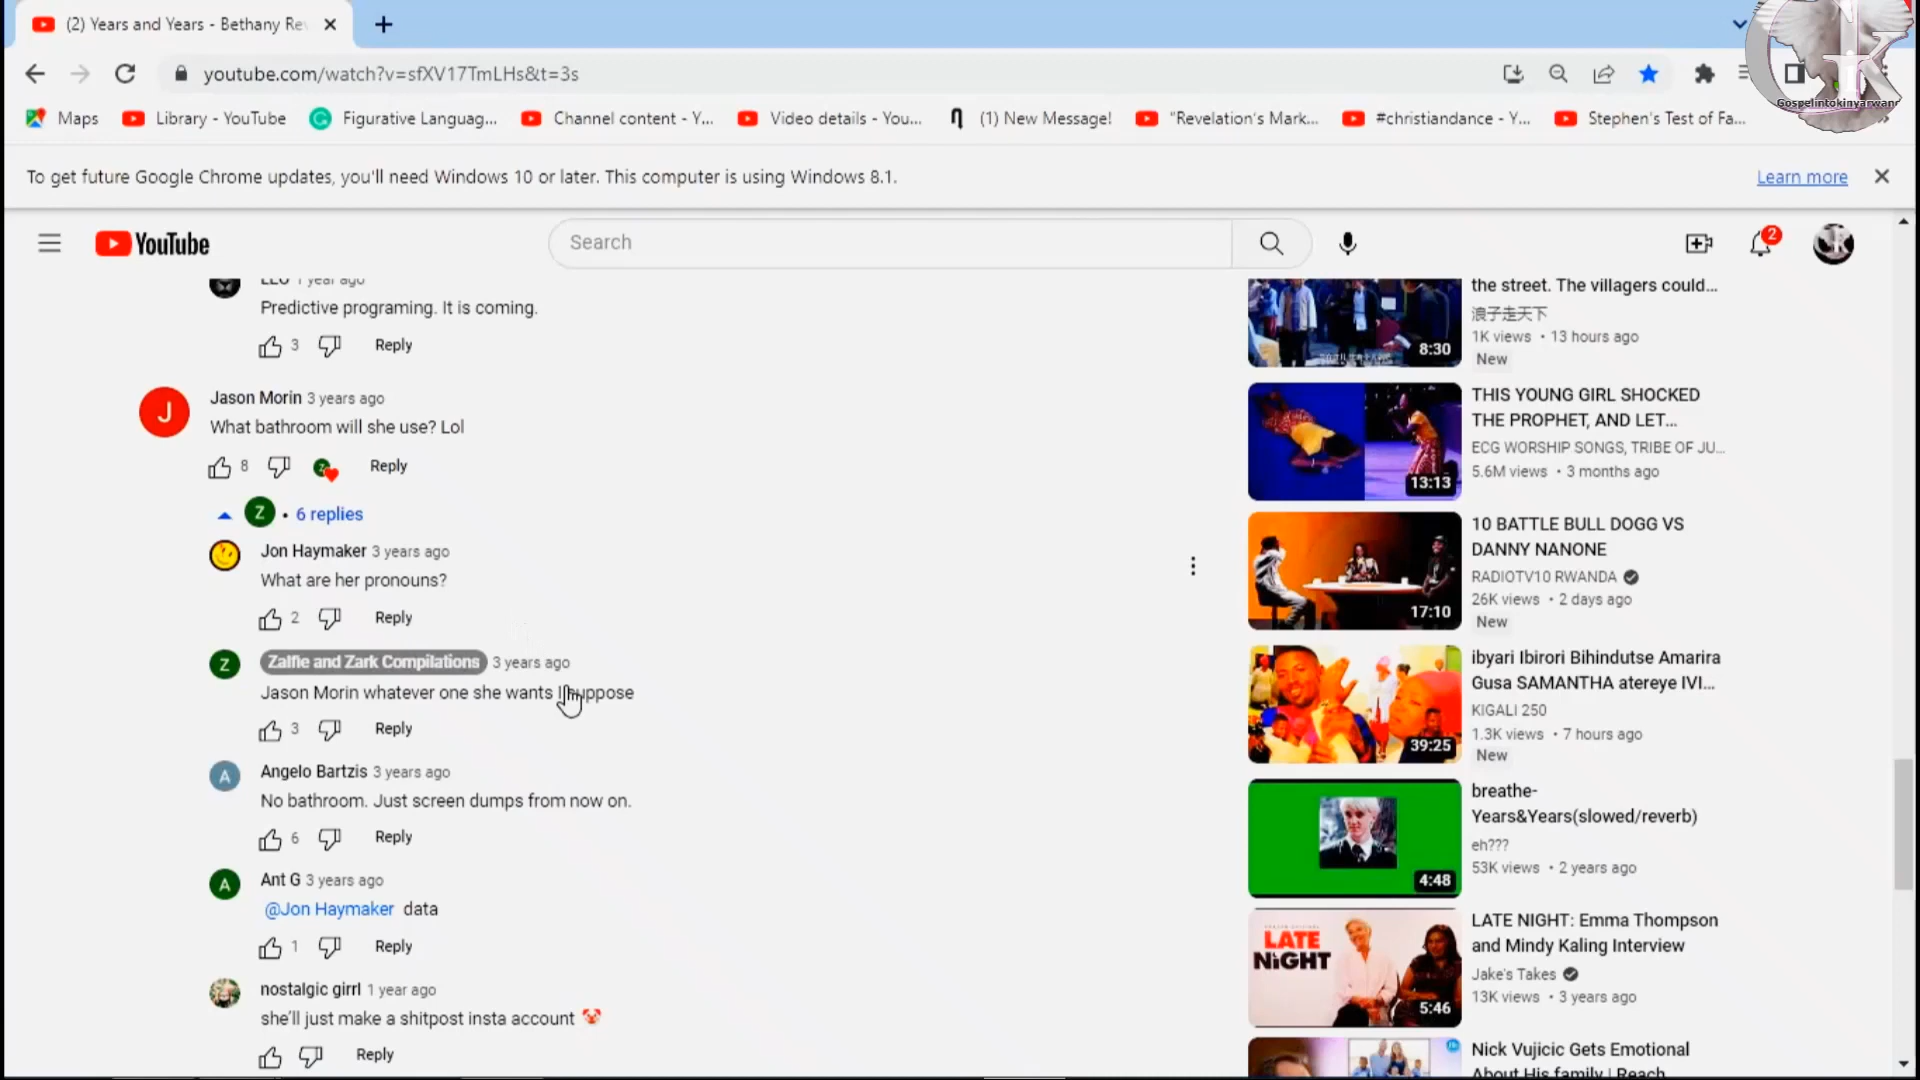 (2) Years and Years - Bethany Re
youtube.com/watch?v=sfXV17TmLHs&t=3s
Maps
Library - YouTube
Figurative Languag...
Channel content - Y...
Video details - You...
(1) New Message!
"Revelation's Mark...
#christiandance - Y...
Stephen's Test of Fa...
Gospelintokinyarwand
To get future Google Chrome updates, you'll need Windows 10 or later. This computer is using Windows 8.1.
Learn more
YouTube
Search
2
1 year ago
Predictive programing. It is coming.
3
Reply
Jason Morin 3 years ago
What bathroom will she use? Lol
8
Reply
Z • 6 replies
Jon Haymaker 3 years ago
What are her pronouns?
2
Reply
Zalfie and Zark Compilations 3 years ago
Jason Morin whatever one she wants I suppose
3
Reply
Angelo Bartzis 3 years ago
No bathroom. Just screen dumps from now on.
6
Reply
Ant G 3 years ago
@Jon Haymaker data
1
Reply
nostalgic girrl 1 year ago
she'll just make a shitpost insta account 🤡
Reply
J
Z
A
A
the street. The villagers could...
浪子走天下
1K views • 13 hours ago
New
8:30
THIS YOUNG GIRL SHOCKED
THE PROPHET, AND LET...
ECG WORSHIP SONGS, TRIBE OF JU...
5.6M views • 3 months ago
13:13
10 BATTLE BULL DOGG VS
DANNY NANONE
RADIOTV10 RWANDA
26K views • 2 days ago
New
17:10
ibyari Ibirori Bihindutse Amarira
Gusa SAMANTHA atereye IVI...
KIGALI 250
1.3K views • 7 hours ago
New
39:25
breathe-
Years&Years(slowed/reverb)
eh???
53K views • 2 years ago
4:48
LATE NIGHT: Emma Thompson
and Mindy Kaling Interview
Jake's Takes
13K views • 3 years ago
LATE
NIGHT
5:46
Nick Vujicic Gets Emotional
About His family | Reach